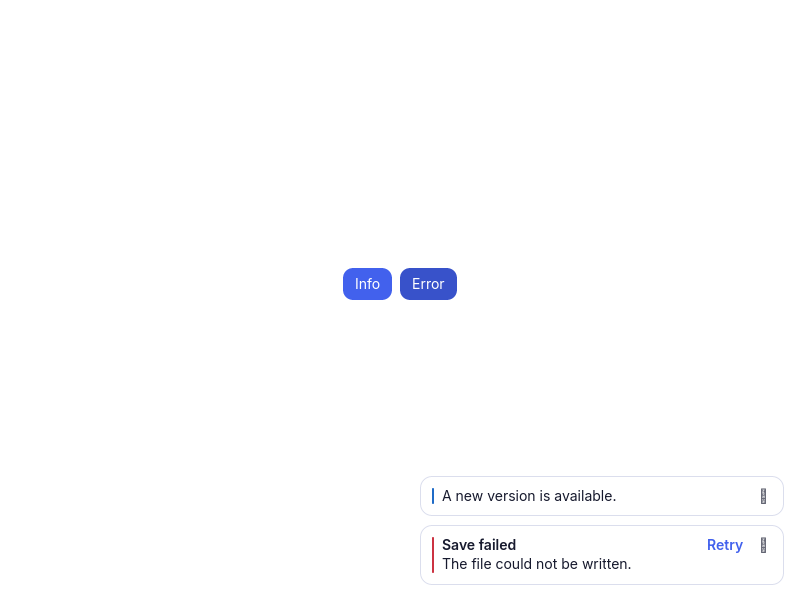 Info Error
A new version is available.
Save failed Retry
The file could not be written.